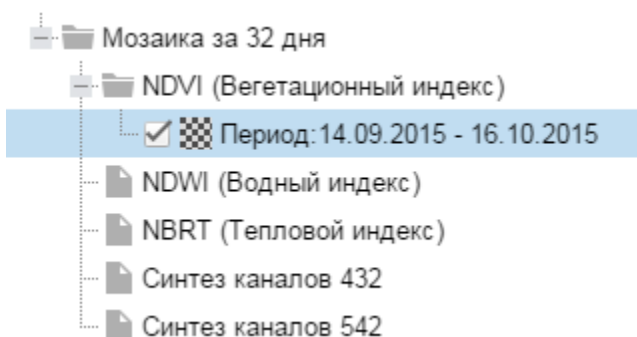 Мозаика за 32 дня
NDVI (Вегетационный индекс)
Период:14.09.2015 - 16.10.2015
NDWI (Водный индекс)
NBRT (Тепловой индекс)
Синтез каналов 432
Синтез каналов 542